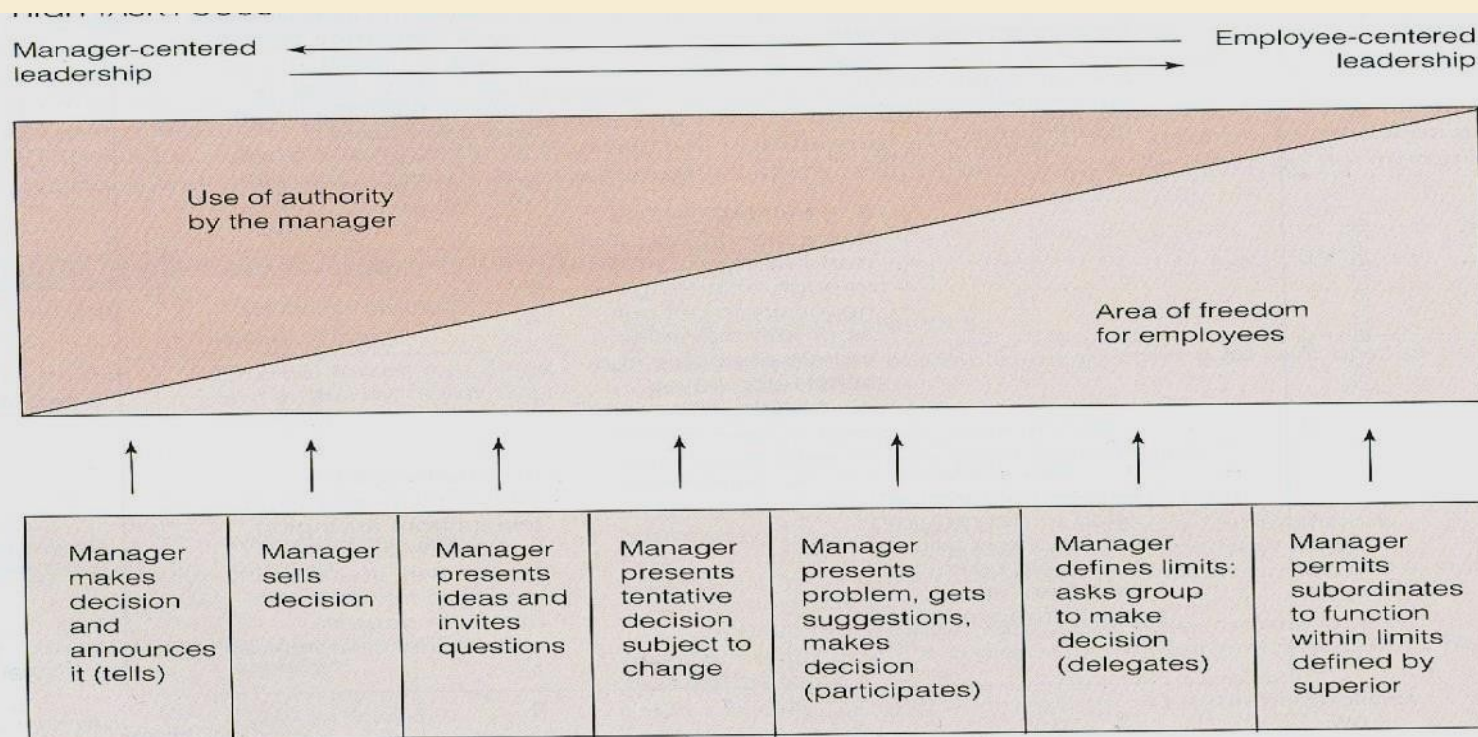 Manager-centered
leadership
Employee-centered
leadership
Use of authority
by the manager
Area of freedom
for employees
Manager
makes
decision
and
announces
it (tells)
Manager
sells
decision
Manager
presents
ideas and
invites
questions
Manager
presents
tentative
decision
subject to
change
Manager
presents
problem, gets
suggestions,
makes
decision
(participates)
Manager
defines limits:
asks group
to make
decision
(delegates)
Manager
permits
subordinates
to function
within limits
defined by
superior